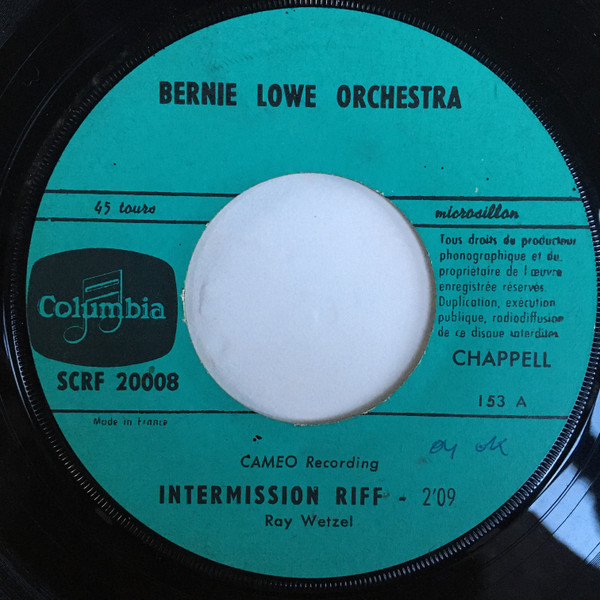 BERNIE LOWE ORCHESTRA
45 tours
microsillon
Tous droits du producteur
phonographique et du
propriétaire de l'œuvre
enregistrée réservés
Duplication, exécution
publique, radiodiffusion
de ce disque interdites
Columbia
CHAPPELL
SCRF 20008
153 A
Made in France
CAMEO Recording
INTERMISSION RIFF - 2'09
Ray Wetzel